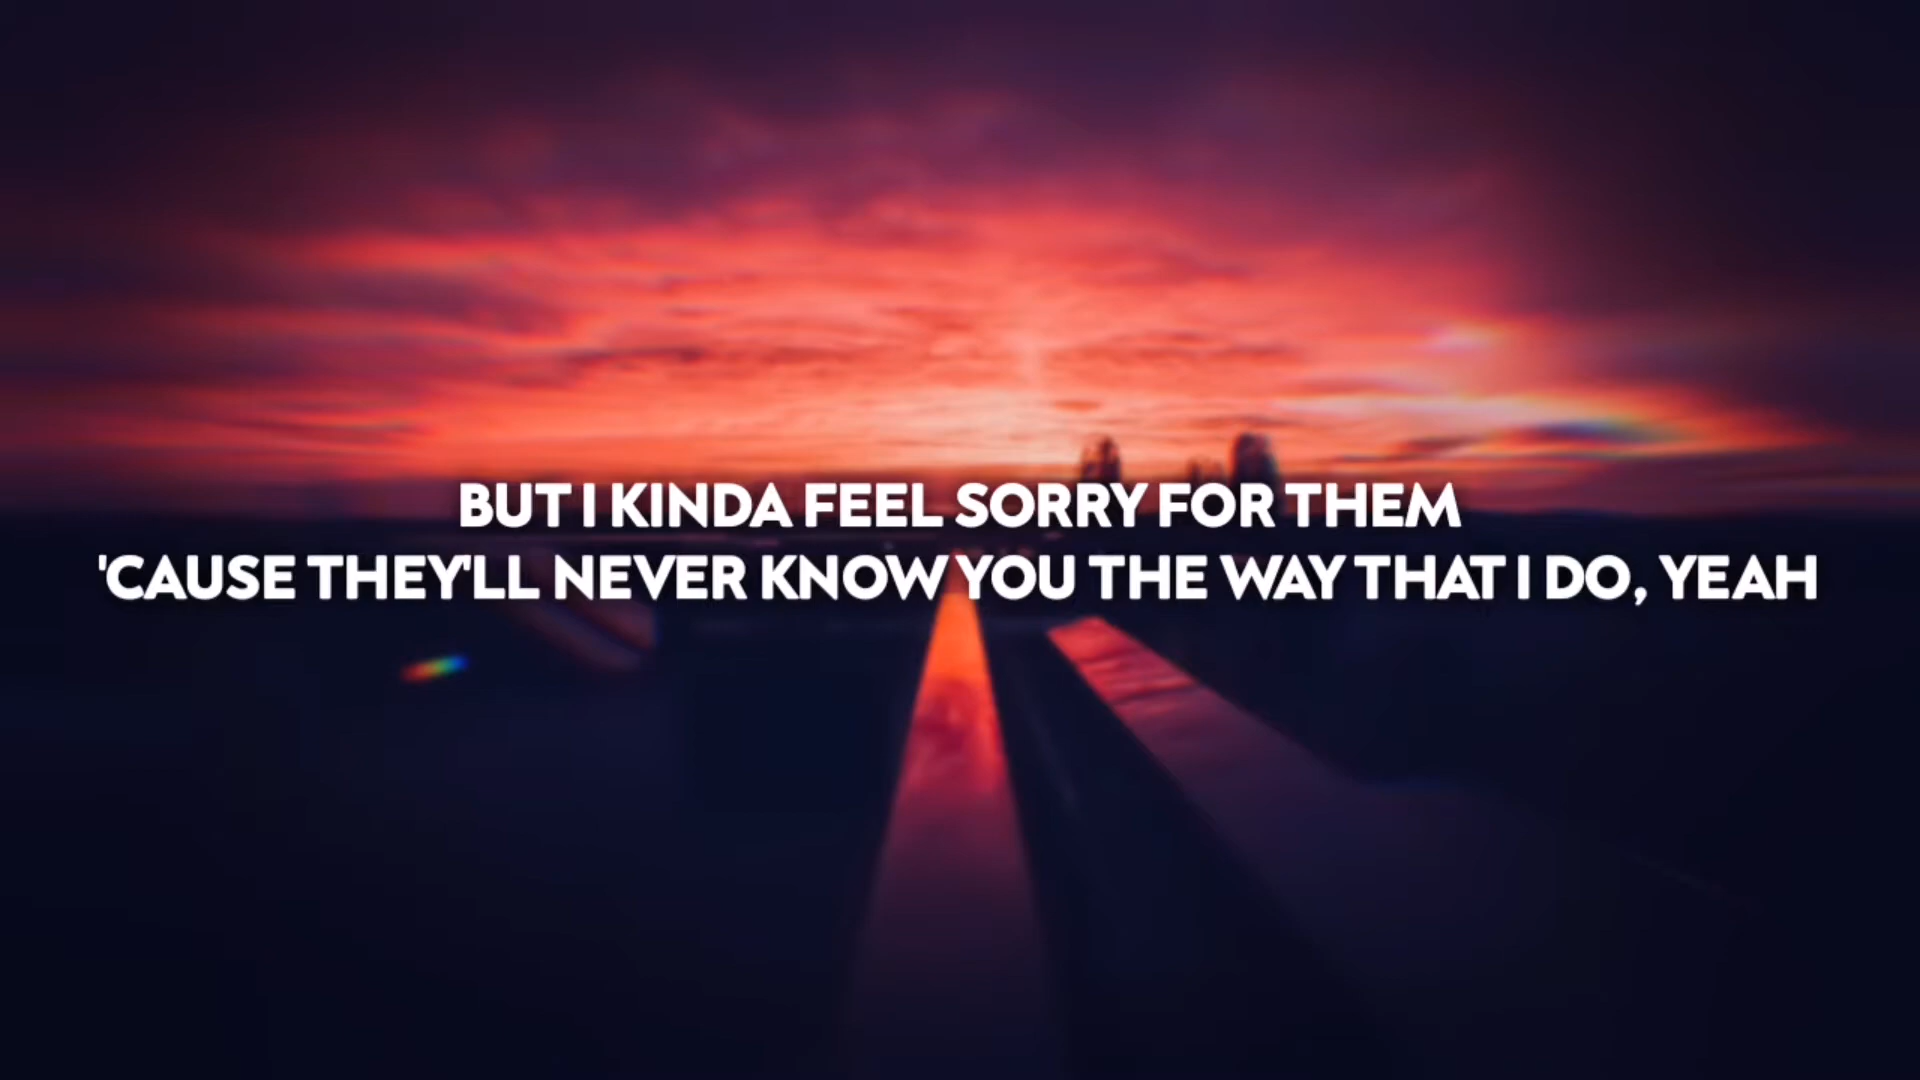 BUT I KINDA FEEL SORRY FOR THEM
'CAUSE THEY'LL NEVER KNOW YOU THE WAY THAT I DO, YEAH